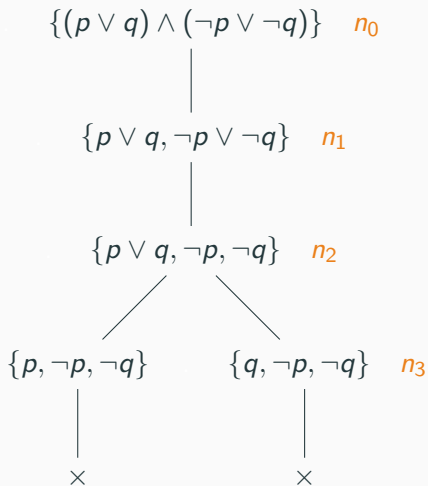 {(p ∨ q) ∧ (¬p ∨ ¬q)} n₀
{p ∨ q, ¬p ∨ ¬q} n₁
{p ∨ q, ¬p, ¬q} n₂
{p, ¬p, ¬q} {q, ¬p, ¬q} n₃
× ×